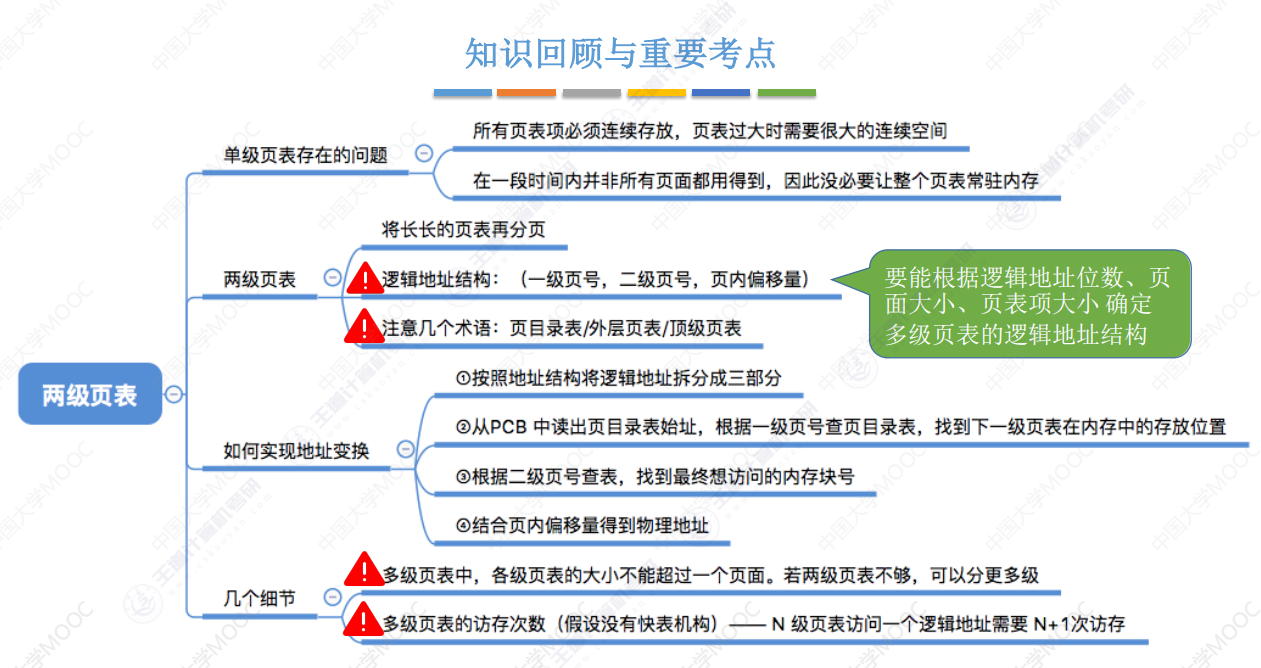 知识回顾与重要考点
所有页表项必须连续存放，页表过大时需要很大的连续空间
单级页表存在的问题
在一段时间内并非所有页面都用得到，因此没必要让整个页表常驻内存
将长长的页表再分页
两级页表
逻辑地址结构：（一级页号，二级页号，页内偏移量）
要能根据逻辑地址位数、页
面大小、页表项大小 确定
多级页表的逻辑地址结构
注意几个术语：页目录表/外层页表/顶级页表
两级页表
①按照地址结构将逻辑地址拆分成三部分
②从PCB 中读出页目录表始址，根据一级页号查页目录表，找到下一级页表在内存中的存放位置
如何实现地址变换
③根据二级页号查表，找到最终想访问的内存块号
④结合页内偏移量得到物理地址
多级页表中，各级页表的大小不能超过一个页面。若两级页表不够，可以分更多级
几个细节
多级页表的访存次数（假设没有快表机构）—— N 级页表访问一个逻辑地址需要 N+1次访存
中国大学MOOC
王道计算机考研
cskaoyan.com